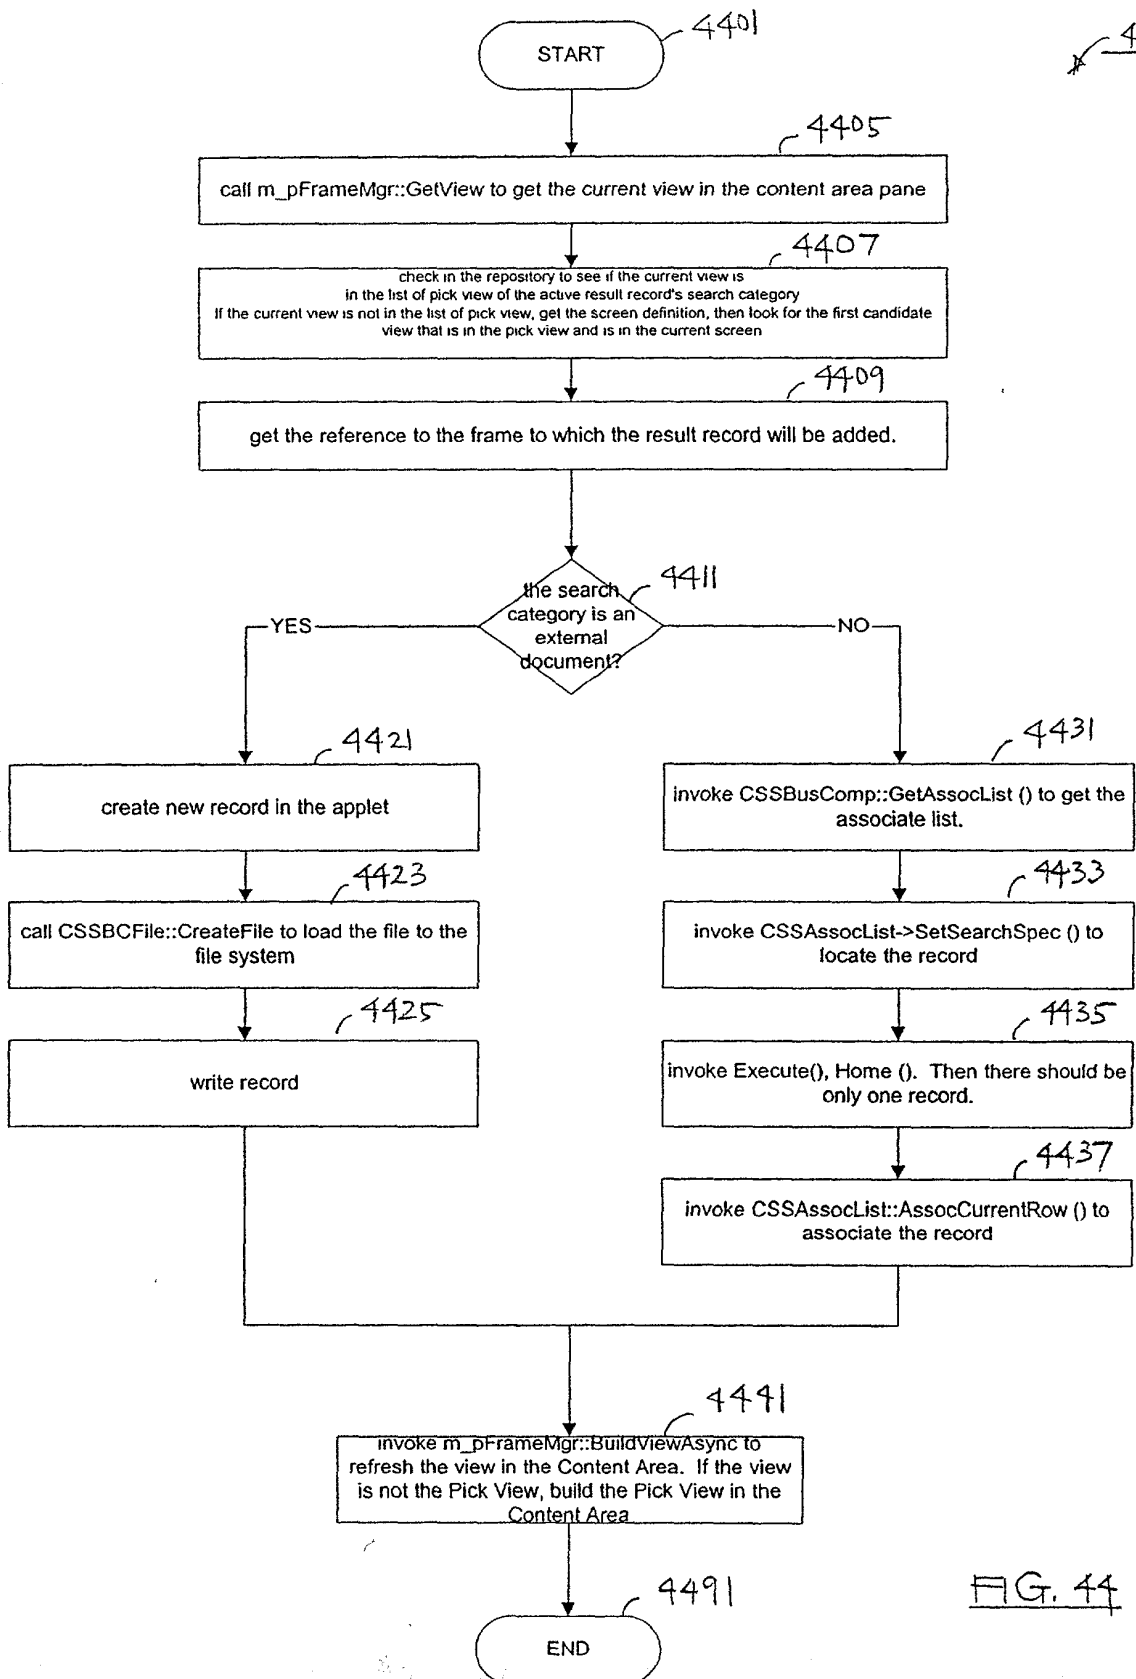 4401
START
4
4405
call m_pFrameMgr::GetView to get the current view in the content area pane
4407
check in the repository to see if the current view is
in the list of pick view of the active result record's search category
If the current view is not in the list of pick view, get the screen definition, then look for the first candidate
view that is in the pick view and is in the current screen
4409
get the reference to the frame to which the result record will be added.
4411
the search
category is an
external
document?
YES
NO
4421
create new record in the applet
4423
call CSSBCFile::CreateFile to load the file to the
file system
4425
write record
4431
invoke CSSBusComp::GetAssocList () to get the
associate list.
4433
invoke CSSAssocList->SetSearchSpec () to
locate the record
4435
invoke Execute(), Home (). Then there should be
only one record.
4437
invoke CSSAssocList::AssocCurrentRow () to
associate the record
4441
invoke m_pFrameMgr::BuildViewAsync to
refresh the view in the Content Area. If the view
is not the Pick View, build the Pick View in the
Content Area
4491
END
FIG. 44